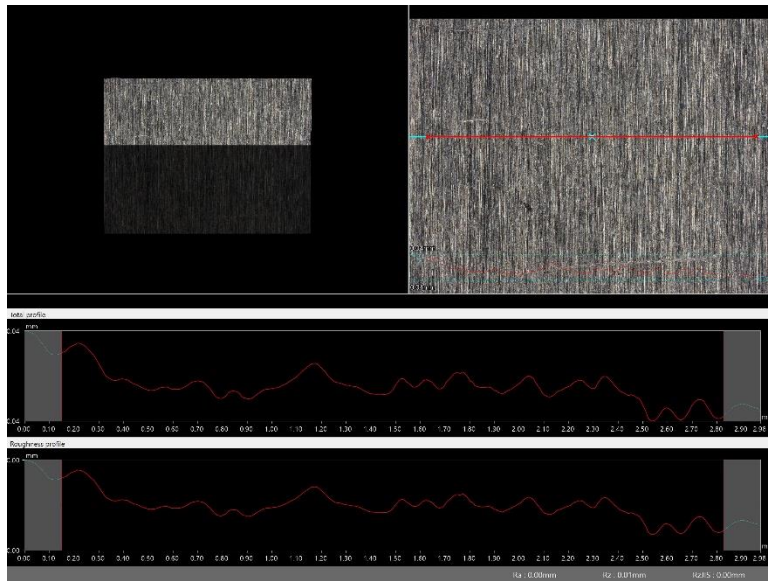 Total profile
0.04
mm
0.04
0.00 0.10 0.20 0.30 0.40 0.50 0.60 0.70 0.80 0.90 1.00 1.10 1.20 1.30 1.40 1.50 1.60 1.70 1.80 1.90 2.00 2.10 2.20 2.30 2.40 2.50 2.60 2.70 2.80 2.90 2.98
m
Roughness profile
0.00
mm
0.00
0.00 0.10 0.20 0.30 0.40 0.50 0.60 0.70 0.80 0.90 1.00 1.10 1.20 1.30 1.40 1.50 1.60 1.70 1.80 1.90 2.00 2.10 2.20 2.30 2.40 2.50 2.60 2.70 2.80 2.90 2.98
m
Ra : 0.00mm Rz : 0.01mm RzJIS : 0.00mm